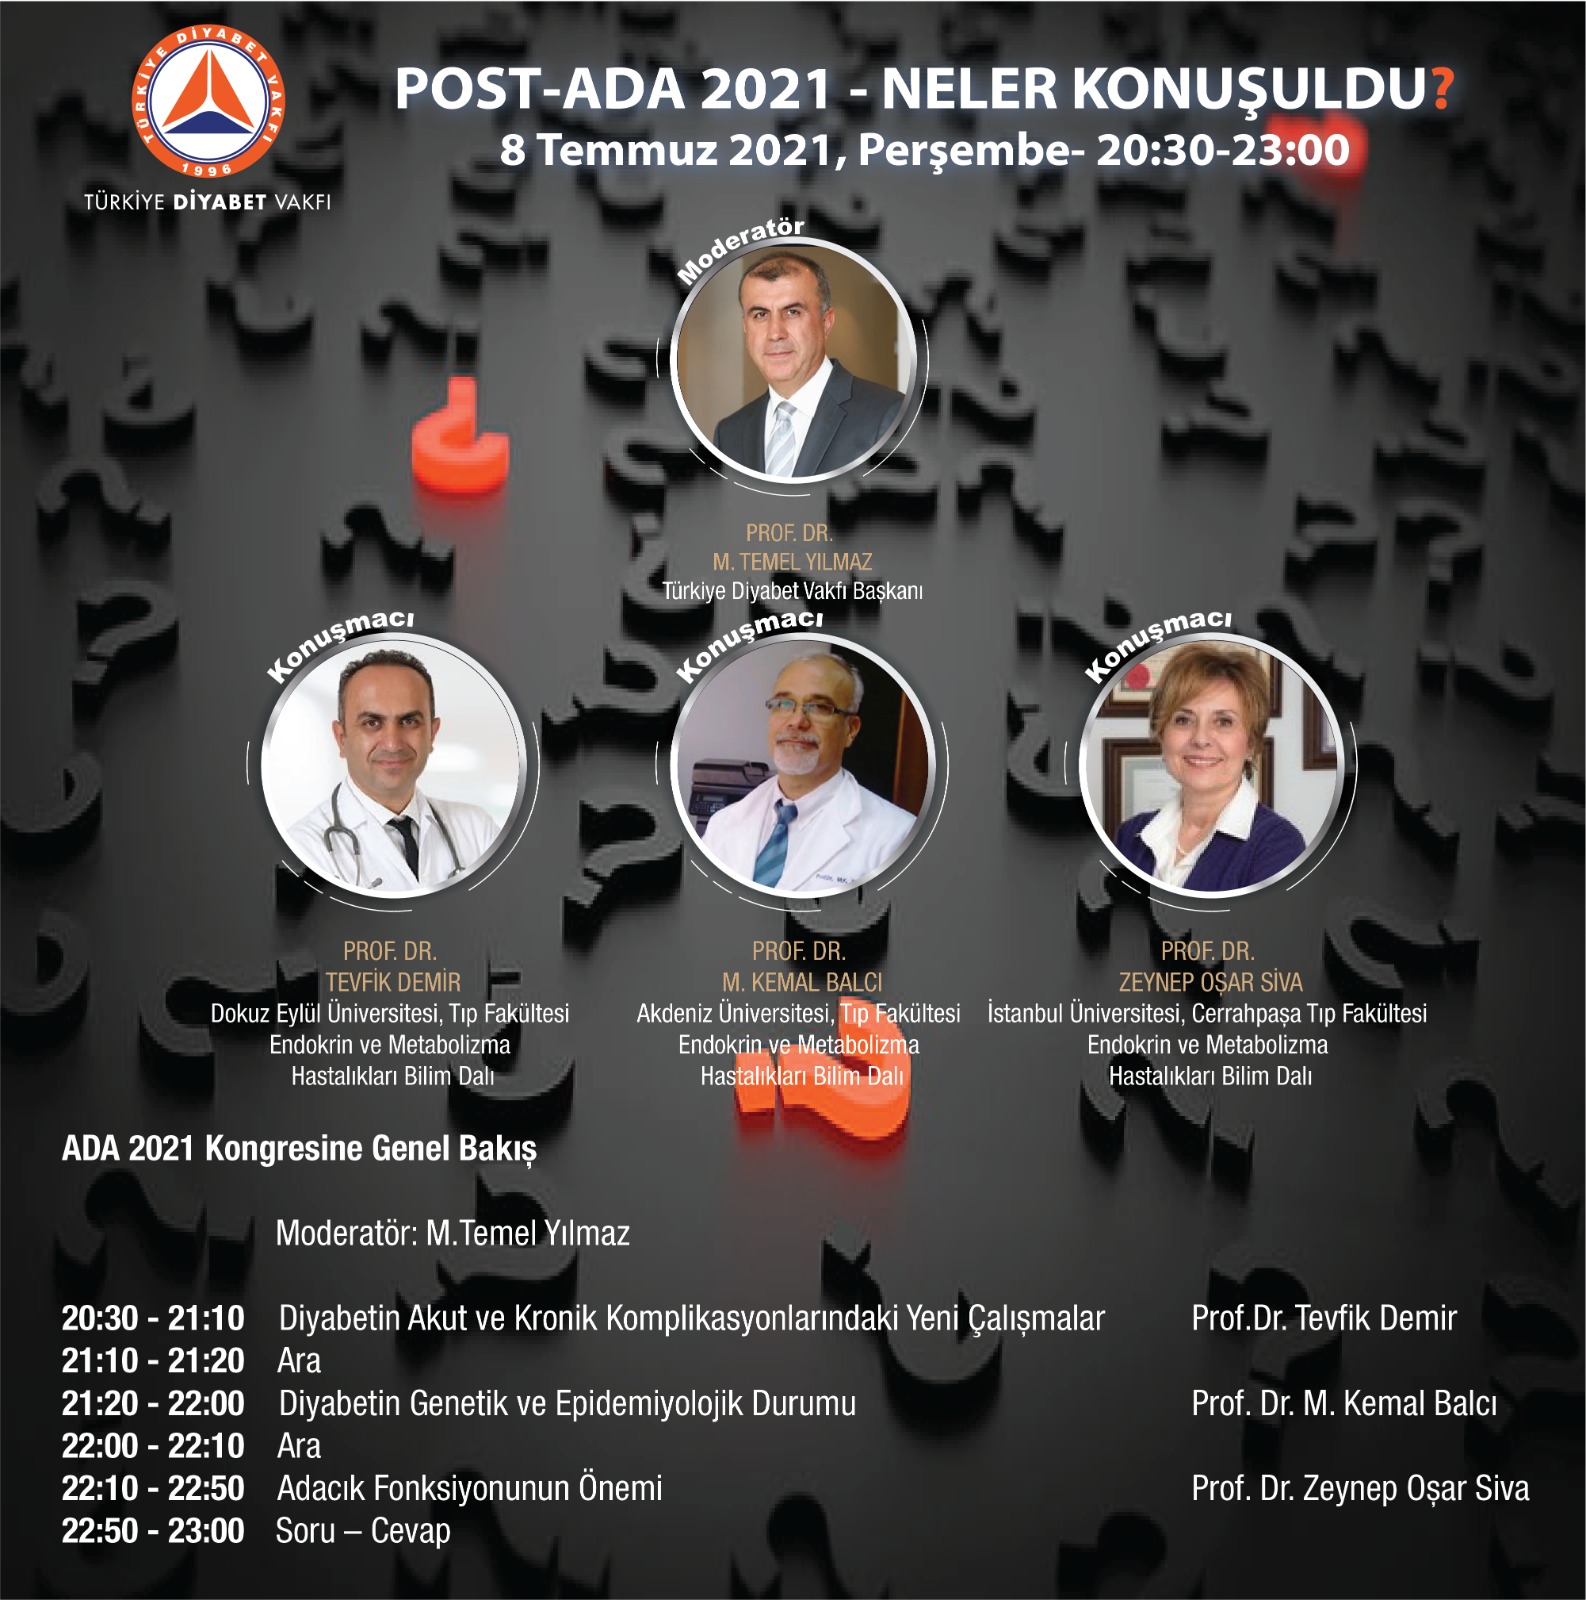 TÜRKİYE DİYABET VAKFI
1996
TÜRKİYE DİYABET VAKFI
POST-ADA 2021 - NELER KONUŞULDU?
8 Temmuz 2021, Perşembe- 20:30-23:00
Moderatör
PROF. DR.
M. TEMEL YILMAZ
Türkiye Diyabet Vakfı Başkanı
Konuşmacı
PROF. DR.
TEVFİK DEMİR
Dokuz Eylül Üniversitesi, Tıp Fakültesi
Endokrin ve Metabolizma
Hastalıkları Bilim Dalı
Konuşmacı
PROF. DR.
M. KEMAL BALCI
Akdeniz Üniversitesi, Tıp Fakültesi
Endokrin ve Metabolizma
Hastalıkları Bilim Dalı
Konuşmacı
PROF. DR.
ZEYNEP OŞAR SİVA
İstanbul Üniversitesi, Cerrahpaşa Tıp Fakültesi
Endokrin ve Metabolizma
Hastalıkları Bilim Dalı
ADA 2021 Kongresine Genel Bakış
Moderatör: M.Temel Yılmaz
20:30 - 21:10 Diyabetin Akut ve Kronik Komplikasyonlarındaki Yeni Çalışmalar Prof.Dr. Tevfik Demir
21:10 - 21:20 Ara
21:20 - 22:00 Diyabetin Genetik ve Epidemiyolojik Durumu Prof. Dr. M. Kemal Balcı
22:00 - 22:10 Ara
22:10 - 22:50 Adacık Fonksiyonunun Önemi Prof. Dr. Zeynep Oşar Siva
22:50 - 23:00 Soru – Cevap